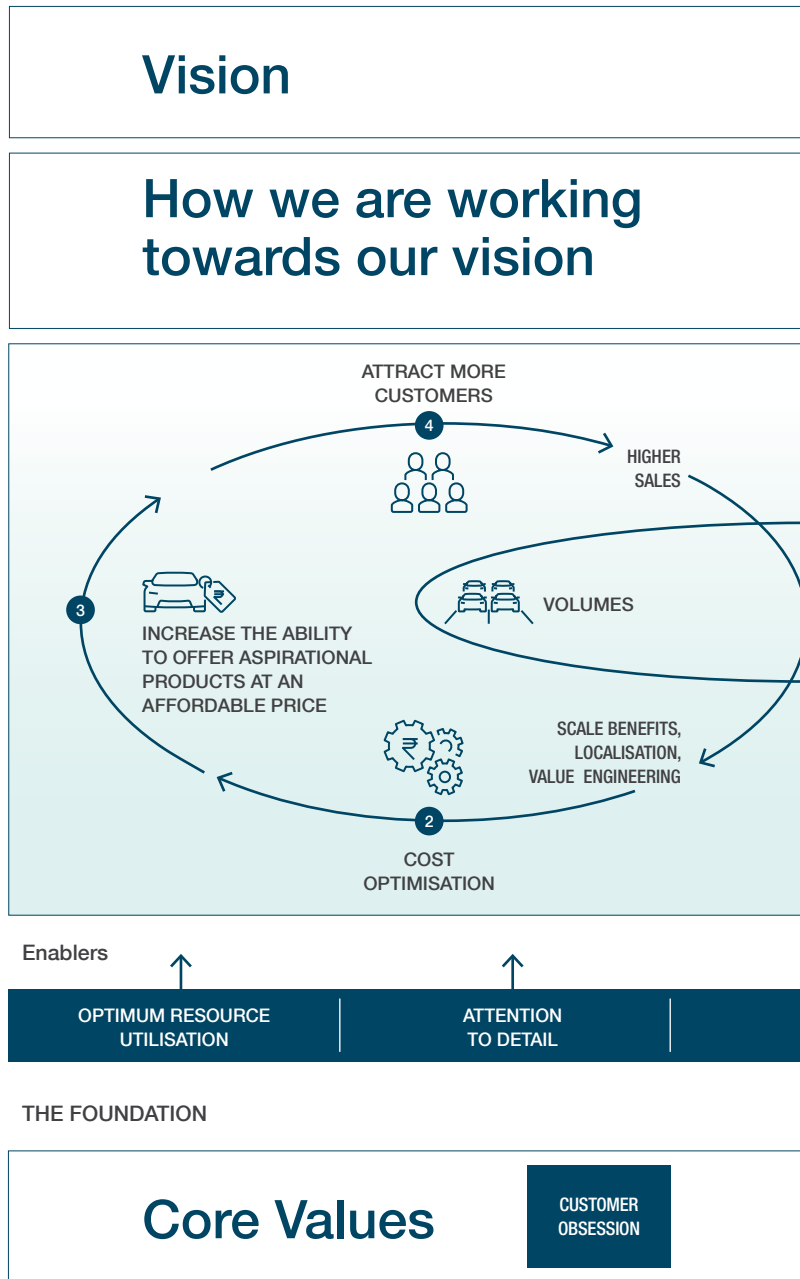 Vision
How we are working
towards our vision
ATTRACT MORE
CUSTOMERS
4
HIGHER
SALES
3
₹
INCREASE THE ABILITY
TO OFFER ASPIRATIONAL
PRODUCTS AT AN
AFFORDABLE PRICE
VOLUMES
₹
SCALE BENEFITS,
LOCALISATION,
VALUE ENGINEERING
2
COST
OPTIMISATION
Enablers
OPTIMUM RESOURCE
UTILISATION
ATTENTION
TO DETAIL
THE FOUNDATION
Core Values
CUSTOMER
OBSESSION